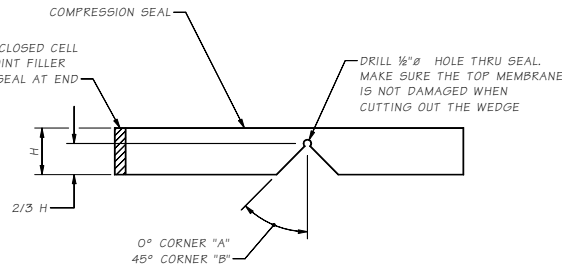 COMPRESSION SEAL
CLOSED CELL
INT FILLER
SEAL AT END
DRILL ½"ø HOLE THRU SEAL.
MAKE SURE THE TOP MEMBRANE
IS NOT DAMAGED WHEN
CUTTING OUT THE WEDGE
H
2/3 H
0° CORNER "A"
45° CORNER "B"